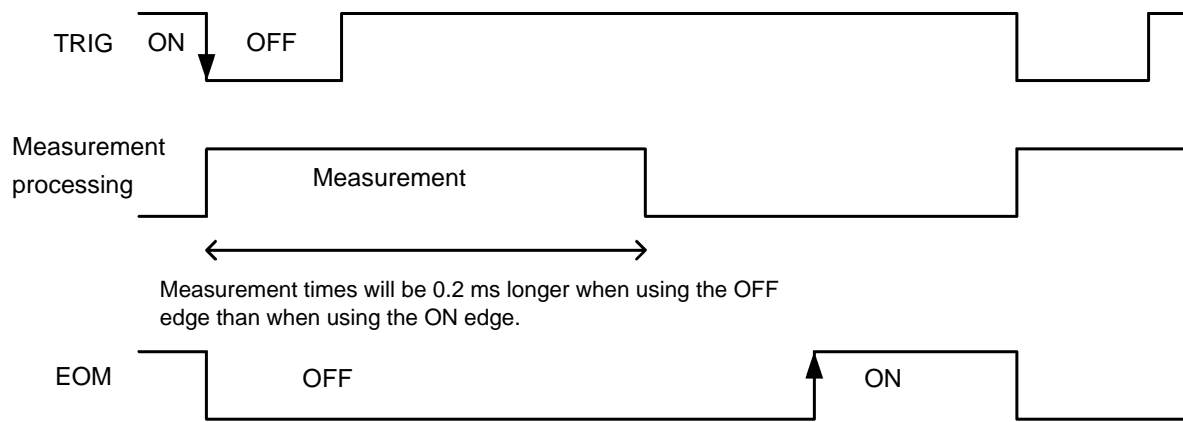 TRIG ON OFF
Measurement
processing
Measurement
Measurement times will be 0.2 ms longer when using the OFF
edge than when using the ON edge.
EOM OFF ON